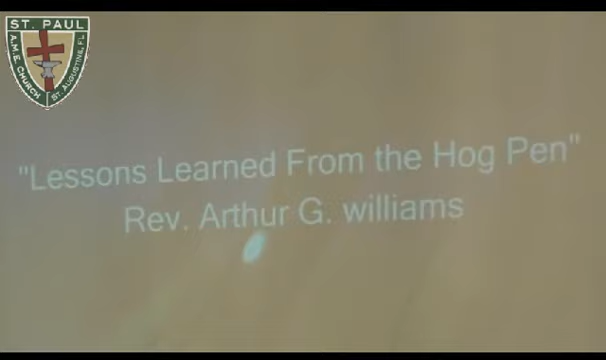 ST. PAUL
A.M.E. CHURCH
ST. AUGUSTINE, FL
"Lessons Learned From the Hog Pen"
Rev. Arthur G. williams